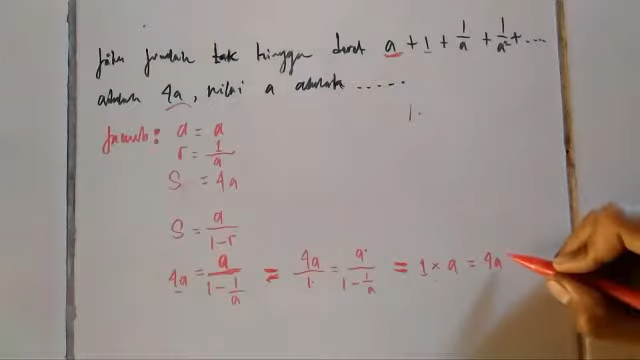 Jika jumlah tak hingga deret a + 1 + 1/a + 1/a² + ....
adalah 4a, nilai a adalah .....
1.
Jawab: a = a
r = 1/a
S = 4a
S = a/1-r
4a = a/1-1/a = 4a/1 = a/1-1/a = 1 × a = 4a